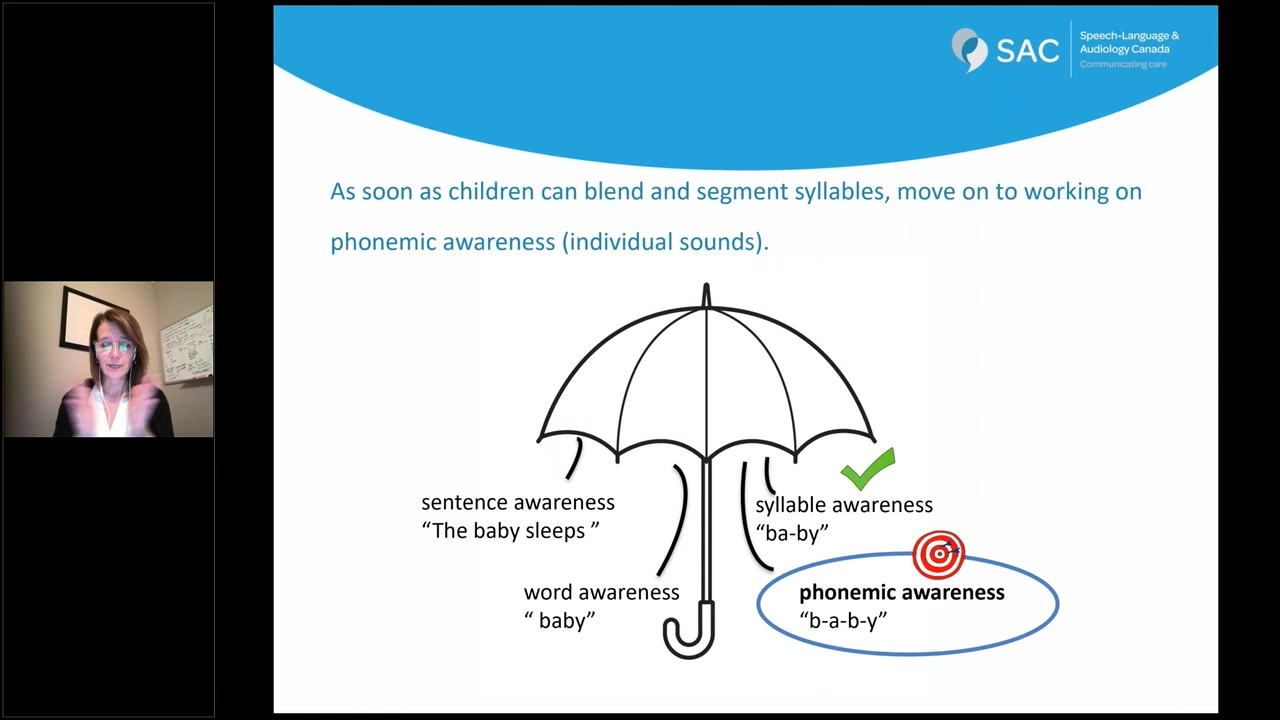 SAC
Speech-Language &
Audiology Canada
Communicating care
As soon as children can blend and segment syllables, move on to working on
phonemic awareness (individual sounds).
sentence awareness
“The baby sleeps ”
syllable awareness
“ba-by”
word awareness
“ baby”
phonemic awareness
“b-a-b-y”